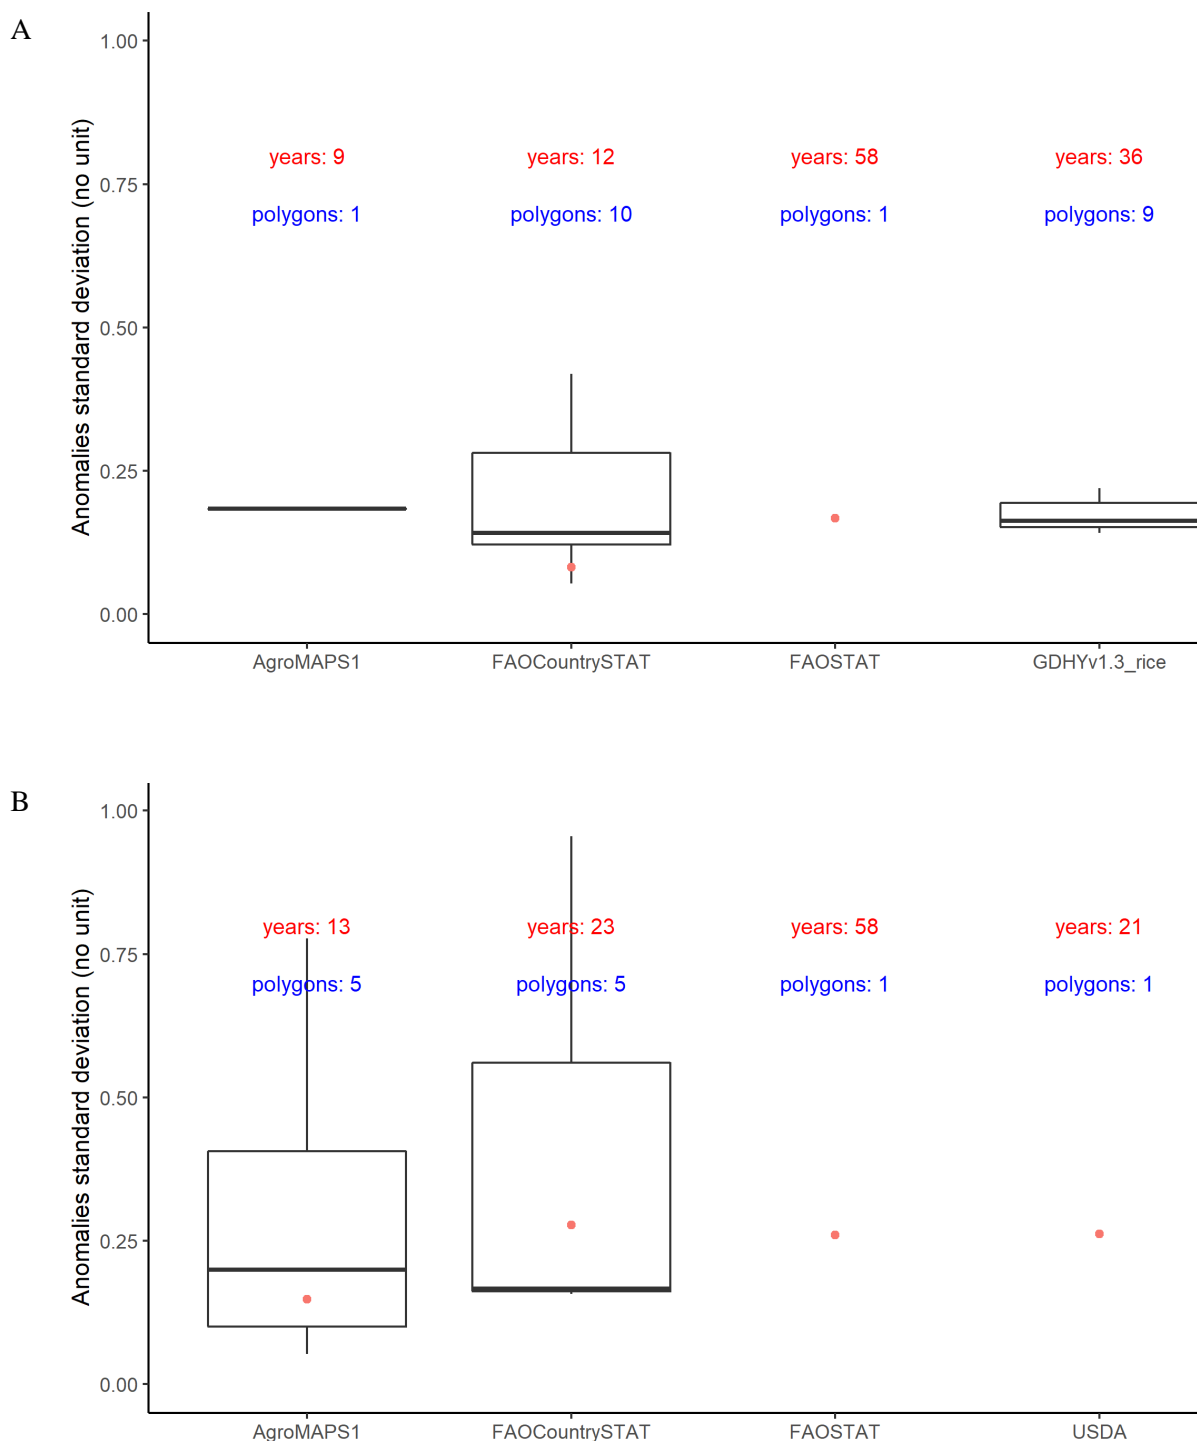 A
Anomalies standard deviation (no unit)
1.00
0.75
0.50
0.25
0.00
years: 9
years: 12
years: 58
years: 36
polygons: 1
polygons: 10
polygons: 1
polygons: 9
AgroMAPS1
FAOCountrySTAT
FAOSTAT
GDHYv1.3_rice
B
Anomalies standard deviation (no unit)
1.00
0.75
0.50
0.25
0.00
years: 13
years: 23
years: 58
years: 21
polygons: 5
polygons: 5
polygons: 1
polygons: 1
AgroMAPS1
FAOCountrySTAT
FAOSTAT
USDA